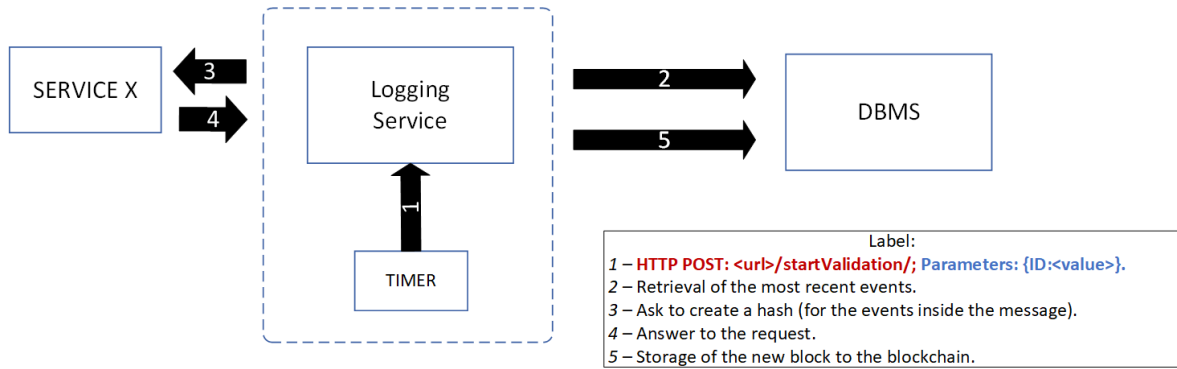 SERVICE X
3
4
Logging
Service
1
TIMER
2
5
DBMS
Label:
1 – HTTP POST: <url>/startValidation/; Parameters: {ID:<value>}.
2 – Retrieval of the most recent events.
3 – Ask to create a hash (for the events inside the message).
4 – Answer to the request.
5 – Storage of the new block to the blockchain.